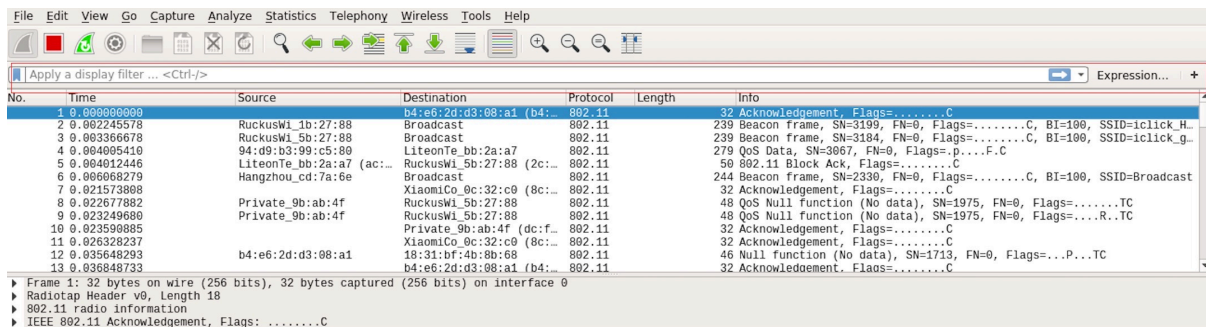 File Edit View Go Capture Analyze Statistics Telephony Wireless Tools Help
Apply a display filter ... <Ctrl-/> Expression... +
No. Time Source Destination Protocol Length Info
1 0.000000000 b4:e6:2d:d3:08:a1 (b4:… 802.11 32 Acknowledgement, Flags=........C
2 0.002245578 RuckusWi_1b:27:88 Broadcast 802.11 239 Beacon frame, SN=3199, FN=0, Flags=........C, BI=100, SSID=iclick_H…
3 0.003366678 RuckusWi_5b:27:88 Broadcast 802.11 239 Beacon frame, SN=3184, FN=0, Flags=........C, BI=100, SSID=iclick_g…
4 0.004005410 94:d9:b3:99:c5:80 LiteonTe_bb:2a:a7 802.11 279 QoS Data, SN=3067, FN=0, Flags=.p....F.C
5 0.004012446 LiteonTe_bb:2a:a7 (ac:… RuckusWi_5b:27:88 (2c:… 802.11 50 802.11 Block Ack, Flags=........C
6 0.006068279 Hangzhou_cd:7a:6e Broadcast 802.11 244 Beacon frame, SN=2330, FN=0, Flags=........C, BI=100, SSID=Broadcast
7 0.021573808 XiaomiCo_0c:32:c0 (8c:… 802.11 32 Acknowledgement, Flags=........C
8 0.022677882 Private_9b:ab:4f RuckusWi_5b:27:88 802.11 48 QoS Null function (No data), SN=1975, FN=0, Flags=.......TC
9 0.023249680 Private_9b:ab:4f RuckusWi_5b:27:88 802.11 48 QoS Null function (No data), SN=1975, FN=0, Flags=....R..TC
10 0.023590885 Private_9b:ab:4f (dc:f… 802.11 32 Acknowledgement, Flags=........C
11 0.026328237 XiaomiCo_0c:32:c0 (8c:… 802.11 32 Acknowledgement, Flags=........C
12 0.035648293 b4:e6:2d:d3:08:a1 18:31:bf:4b:8b:68 802.11 46 Null function (No data), SN=1713, FN=0, Flags=...P...TC
13 0.036848733 b4:e6:2d:d3:08:a1 (b4:… 802.11 32 Acknowledgement, Flags=........C
Frame 1: 32 bytes on wire (256 bits), 32 bytes captured (256 bits) on interface 0
Radiotap Header v0, Length 18
802.11 radio information
IEEE 802.11 Acknowledgement, Flags: ........C